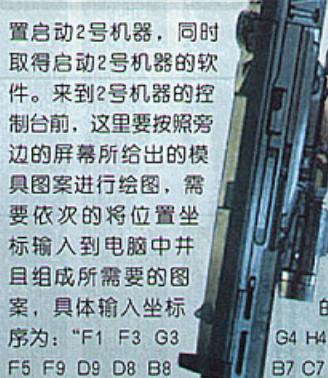 置启动2号机器，同时
取得启动2号机器的软
件。来到2号机器的控
制台前，这里要按照旁
边的屏幕所给出的模
具图案进行绘图，需
要依次的将位置坐
标输入到电脑中并
且组成所需要的图
案，具体输入坐标
序为：“F1 F3 G3 G4 H4
F5 F9 D9 D8 B8 B7 C7